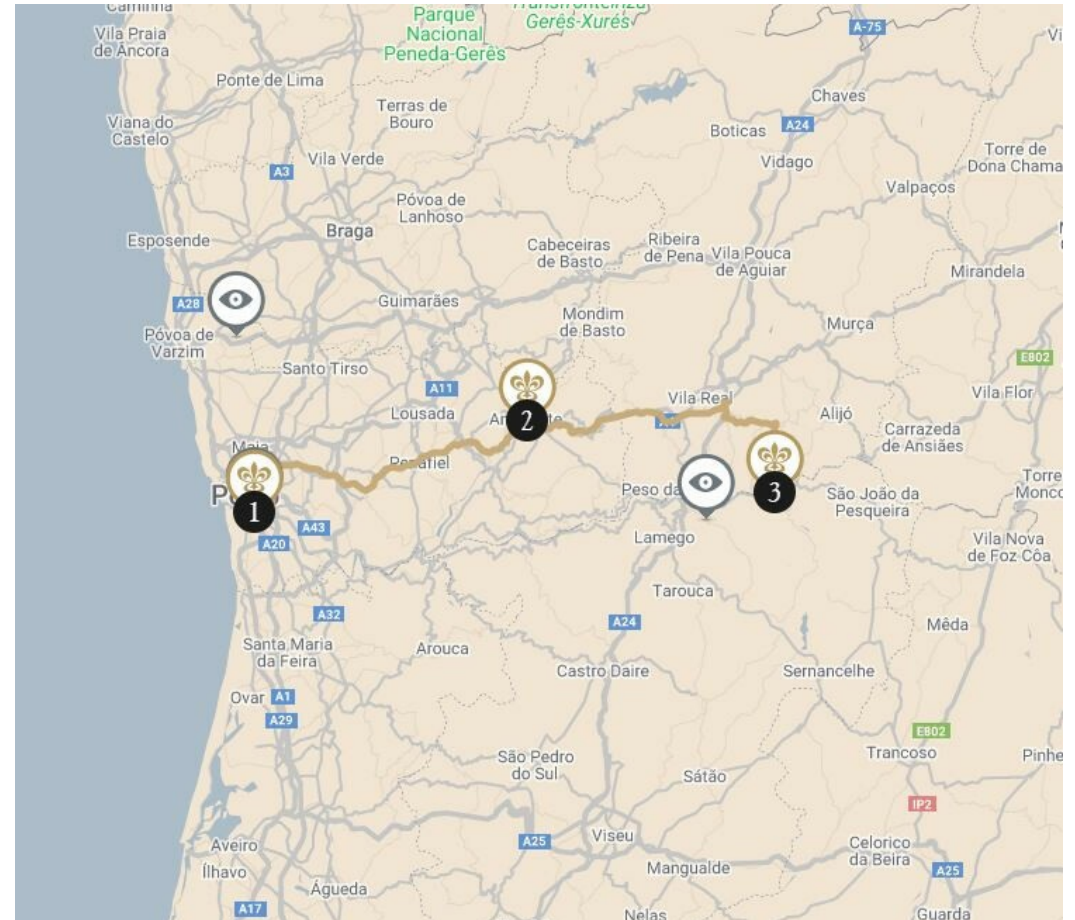 Caminha
Parque
Nacional
Peneda-Gerês
Transfronteiriza
Gerês-Xurés
A-75
Vila Praia
de Âncora
Ponte de Lima
Chaves
Terras de
Bouro
Viana do
Castelo
Boticas
A24
Vidago
Torre de
Dona Chama
A3
Vila Verde
Valpaços
Póvoa de
Lanhoso
Braga
Esposende
Cabeceiras
de Basto
Ribeira
de Pena
Vila Pouca
de Aguiar
Mirandela
A28
Guimarães
Mondim
de Basto
Póvoa de
Varzim
Murça
Santo Tirso
E802
A11
Vila Flor
Vila Real
Lousada
2
Alijó
Carrazeda
de Ansiães
Maia
Penafiel
1
3
Peso da
São João da
Pesqueira
Torre
Monco
A43
A20
Lamego
Vila Nova
de Foz Côa
Tarouca
A32
A24
Mêda
Santa Maria
da Feira
Arouca
Castro Daire
Sernancelhe
Ovar
A1
A29
E802
Trancoso
Pinhe
São Pedro
do Sul
Sátão
IP2
Aveiro
A25
Viseu
Celorico
da Beira
Ílhavo
Mangualde
A25
Águeda
A17
Nelas
Guarda